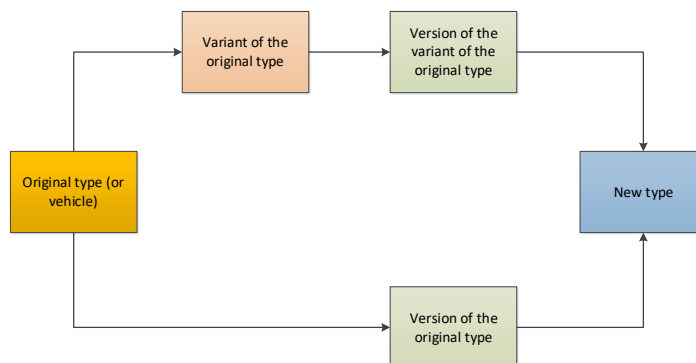 Variant of the
original type
Version of the
variant of the
original type
Original type (or
vehicle)
New type
Version of the
original type